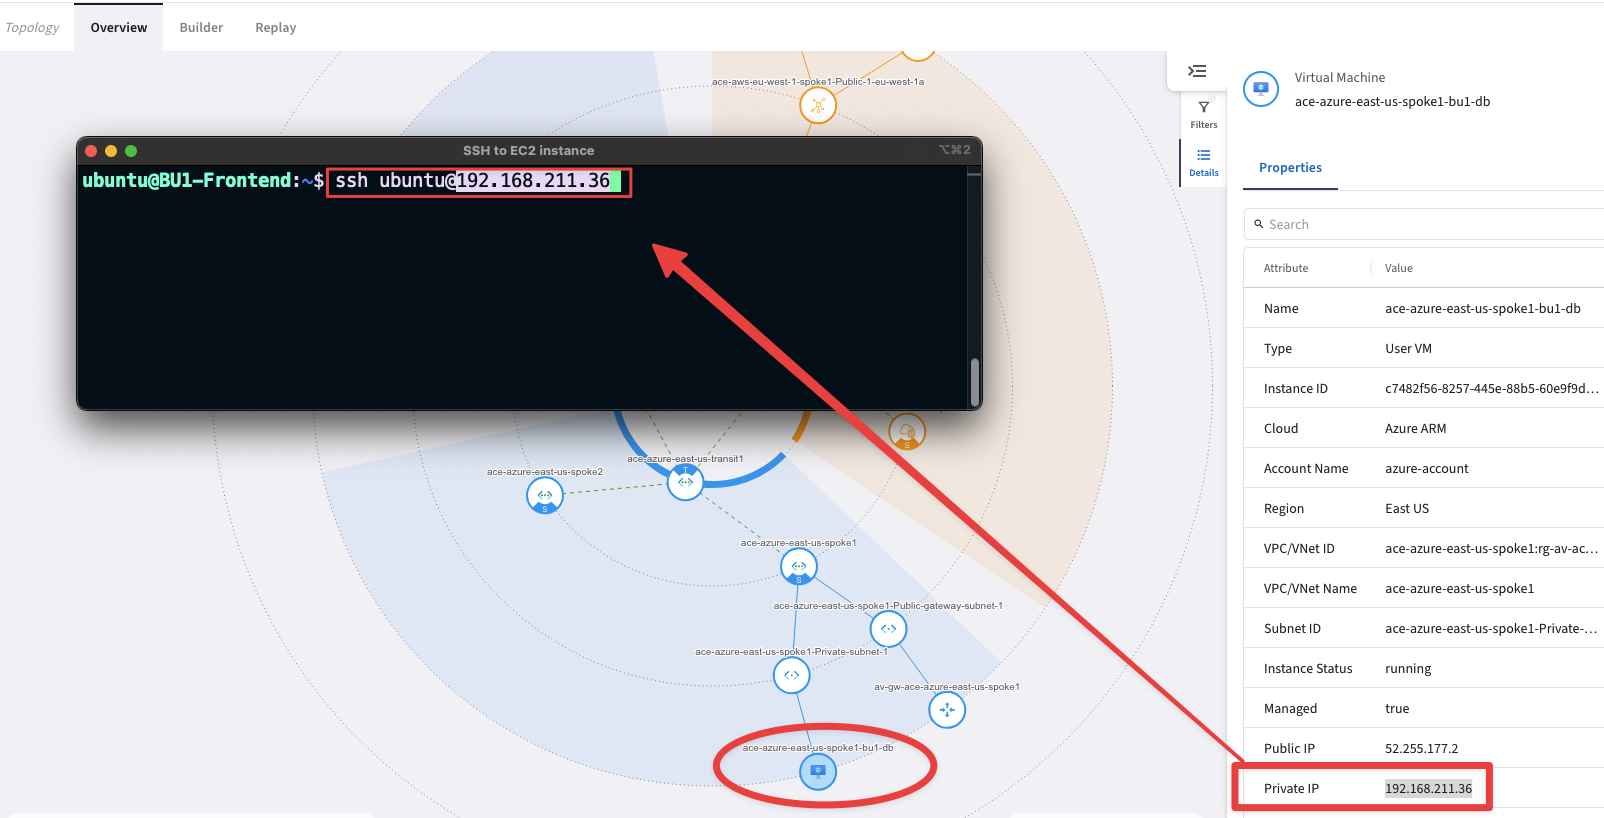 Topology
Overview
Builder
Replay
ace-aws-eu-west-1-spoke1-Public-1-eu-west-1a
SSH to EC2 instance
⌥⌘2
ubuntu@BU1-Frontend:~$ ssh ubuntu@192.168.211.36
ace-azure-east-us-transit1
T
ace-azure-east-us-spoke2
S
S
ace-azure-east-us-spoke1
S
ace-azure-east-us-spoke1-Public-gateway-subnet-1
ace-azure-east-us-spoke1-Private-subnet-1
av-gw-ace-azure-east-us-spoke1
ace-azure-east-us-spoke1-bu1-db
Filters
Details
Virtual Machine
ace-azure-east-us-spoke1-bu1-db
Properties
Search
Attribute Value
Name ace-azure-east-us-spoke1-bu1-db
Type User VM
Instance ID c7482f56-8257-445e-88b5-60e9f9d...
Cloud Azure ARM
Account Name azure-account
Region East US
VPC/VNet ID ace-azure-east-us-spoke1:rg-av-ac...
VPC/VNet Name ace-azure-east-us-spoke1
Subnet ID ace-azure-east-us-spoke1-Private-...
Instance Status running
Managed true
Public IP 52.255.177.2
Private IP 192.168.211.36